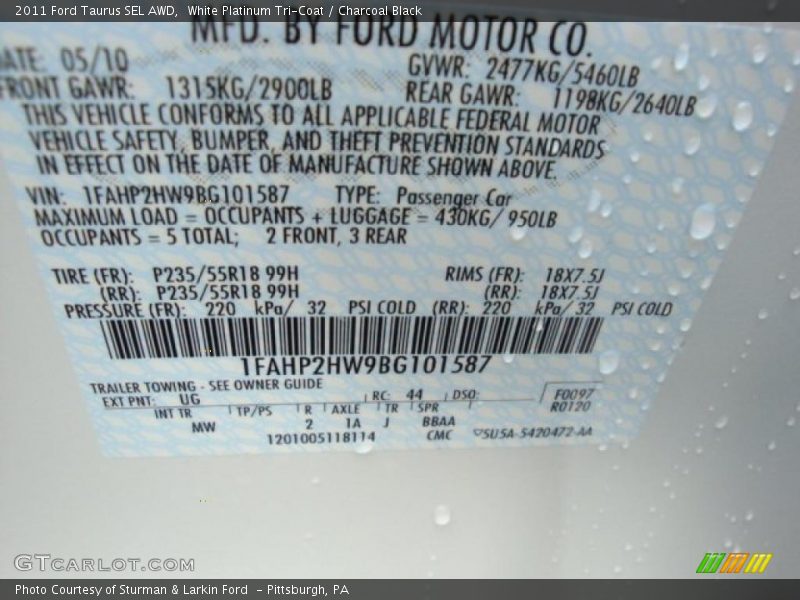 2011 Ford Taurus SEL AWD, White Platinum Tri-Coat / Charcoal Black
MFD. BY FORD MOTOR CO.
DATE: 05/10 GVWR: 2477KG/5460LB
FRONT GAWR: 1315KG/2900LB REAR GAWR: 1198KG/2640LB
THIS VEHICLE CONFORMS TO ALL APPLICABLE FEDERAL MOTOR
VEHICLE SAFETY, BUMPER, AND THEFT PREVENTION STANDARDS
IN EFFECT ON THE DATE OF MANUFACTURE SHOWN ABOVE.
VIN: 1FAHP2HW9BG101587 TYPE: Passenger Car
MAXIMUM LOAD = OCCUPANTS + LUGGAGE = 430KG/ 950LB
OCCUPANTS = 5 TOTAL; 2 FRONT, 3 REAR
TIRE (FR): P235/55R18 99H RIMS (FR): 18X7.5J
(RR): P235/55R18 99H (RR): 18X7.5J
PRESSURE (FR): 220 kPa/ 32 PSI COLD (RR): 220 kPa/ 32 PSI COLD
1FAHP2HW9BG101587
TRAILER TOWING - SEE OWNER GUIDE
EXT PNT: UG RC: 44 DSO: F0097
R0120
INT TR TP/PS R AXLE TR SPR
MW 2 1A J BBAA
1201005118114 CMC 5U5A-5420472-AA
GTCARLOT.COM
Photo Courtesy of Sturman & Larkin Ford - Pittsburgh, PA